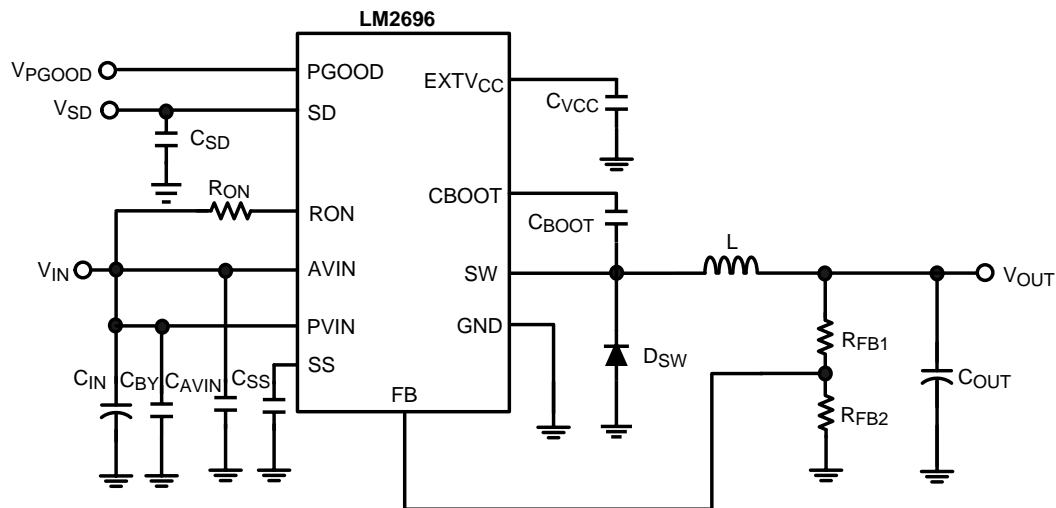 LM2696
VPGOOD
PGOOD
EXTVCC
VSD
SD
CVCC
CSD
RON
CBOOT
RON
CBOOT
L
VIN
AVIN
SW
VOUT
PVIN
GND
RFB1
DSW
SS
CIN
CBY
CAVIN
CSS
FB
COUT
RFB2